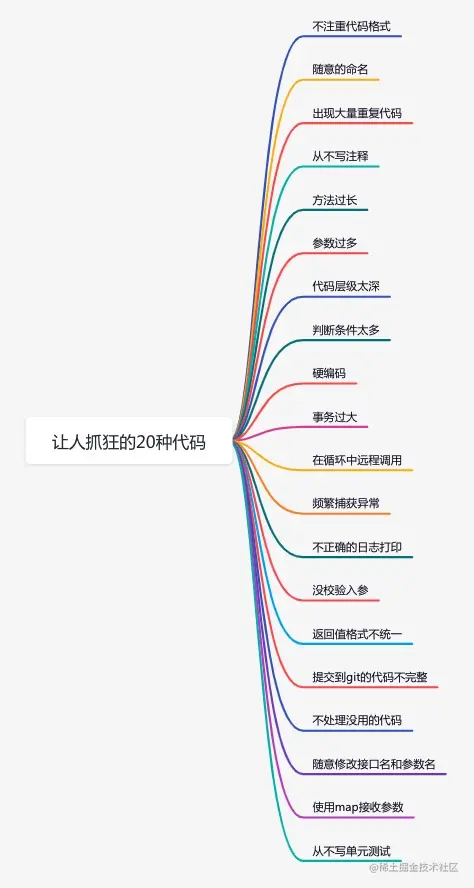 不注重代码格式
随意的命名
出现大量重复代码
从不写注释
方法过长
参数过多
代码层级太深
判断条件太多
硬编码
事务过大
让人抓狂的20种代码
在循环中远程调用
频繁捕获异常
不正确的日志打印
没校验入参
返回值格式不统一
提交到git的代码不完整
不处理没用的代码
随意修改接口名和参数名
使用map接收参数
从不写单元测试
@稀土掘金技术社区